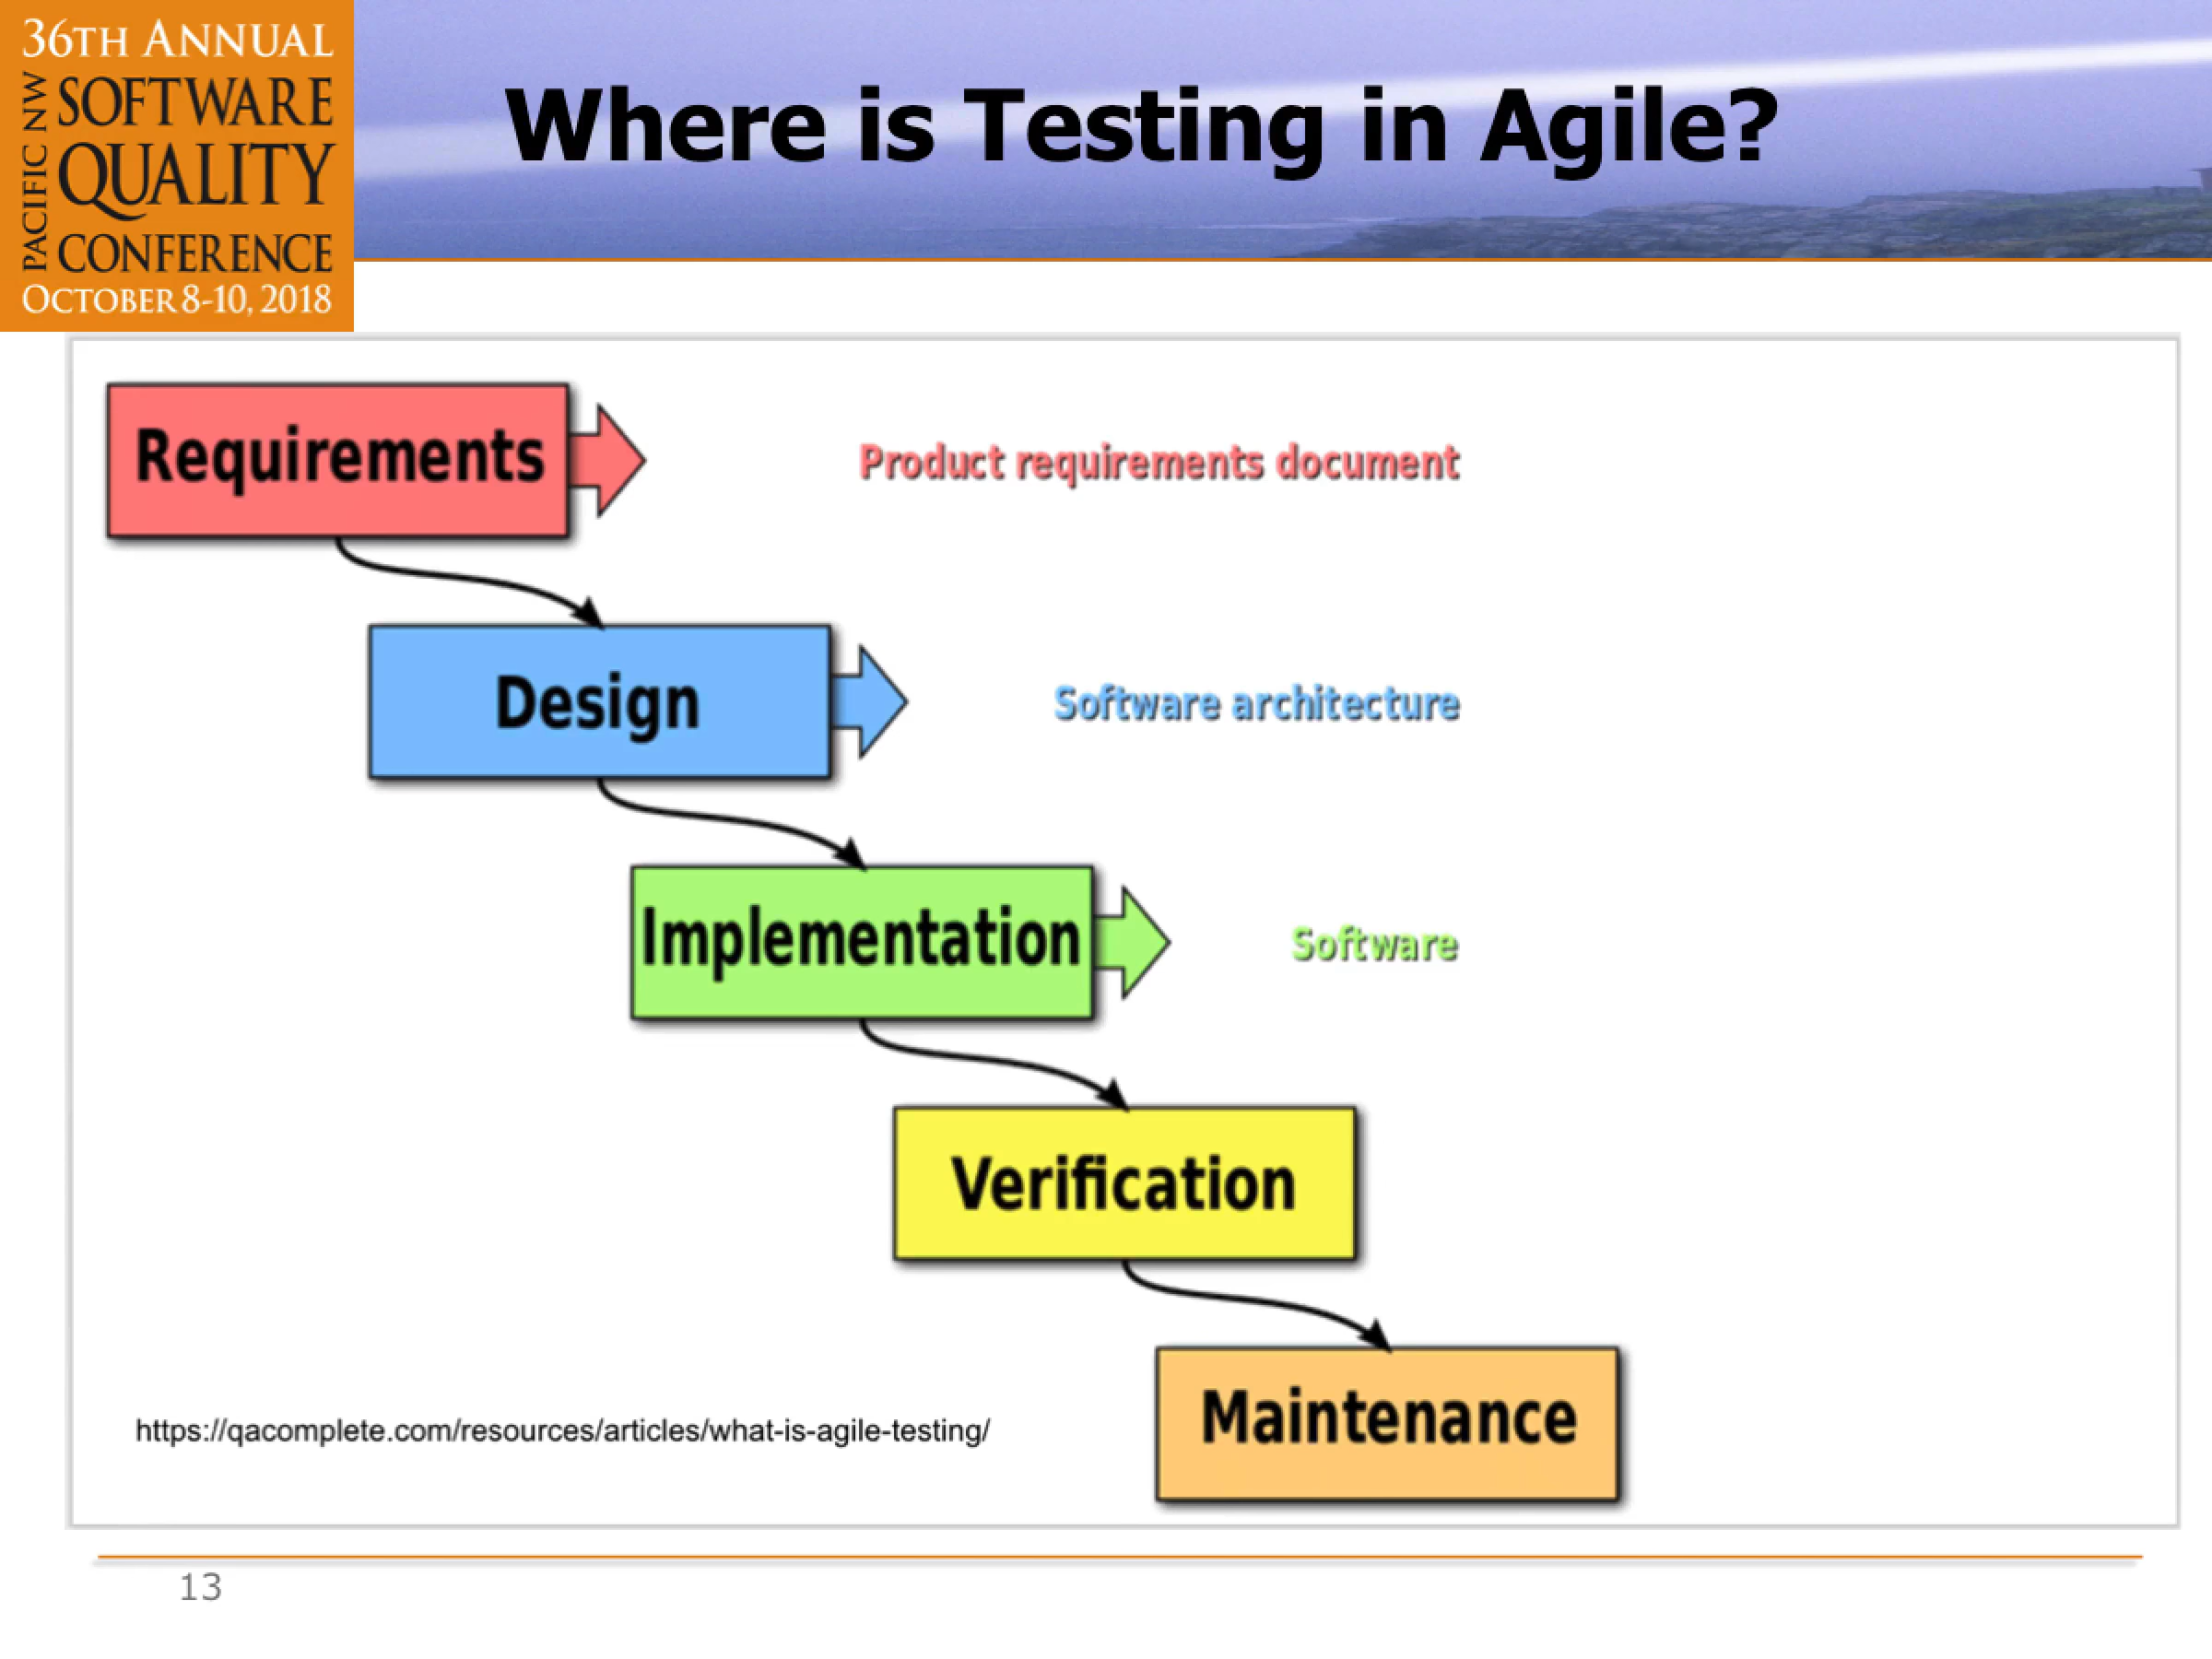 36TH ANNUAL
PACIFIC NW
SOFTWARE
QUALITY
CONFERENCE
OCTOBER 8-10, 2018
Where is Testing in Agile?
Requirements
Product requirements document
Design
Software architecture
Implementation
Software
Verification
Maintenance
https://qacomplete.com/resources/articles/what-is-agile-testing/
13